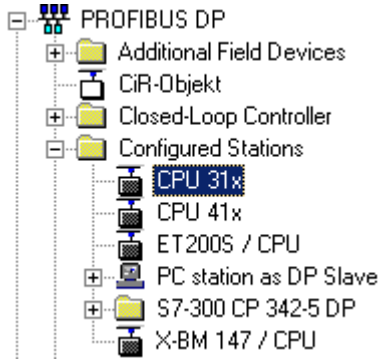 PROFIBUS DP
Additional Field Devices
CiR-Objekt
Closed-Loop Controller
Configured Stations
CPU 31x
CPU 41x
ET200S / CPU
PC station as DP Slave
S7-300 CP 342-5 DP
X-BM 147 / CPU